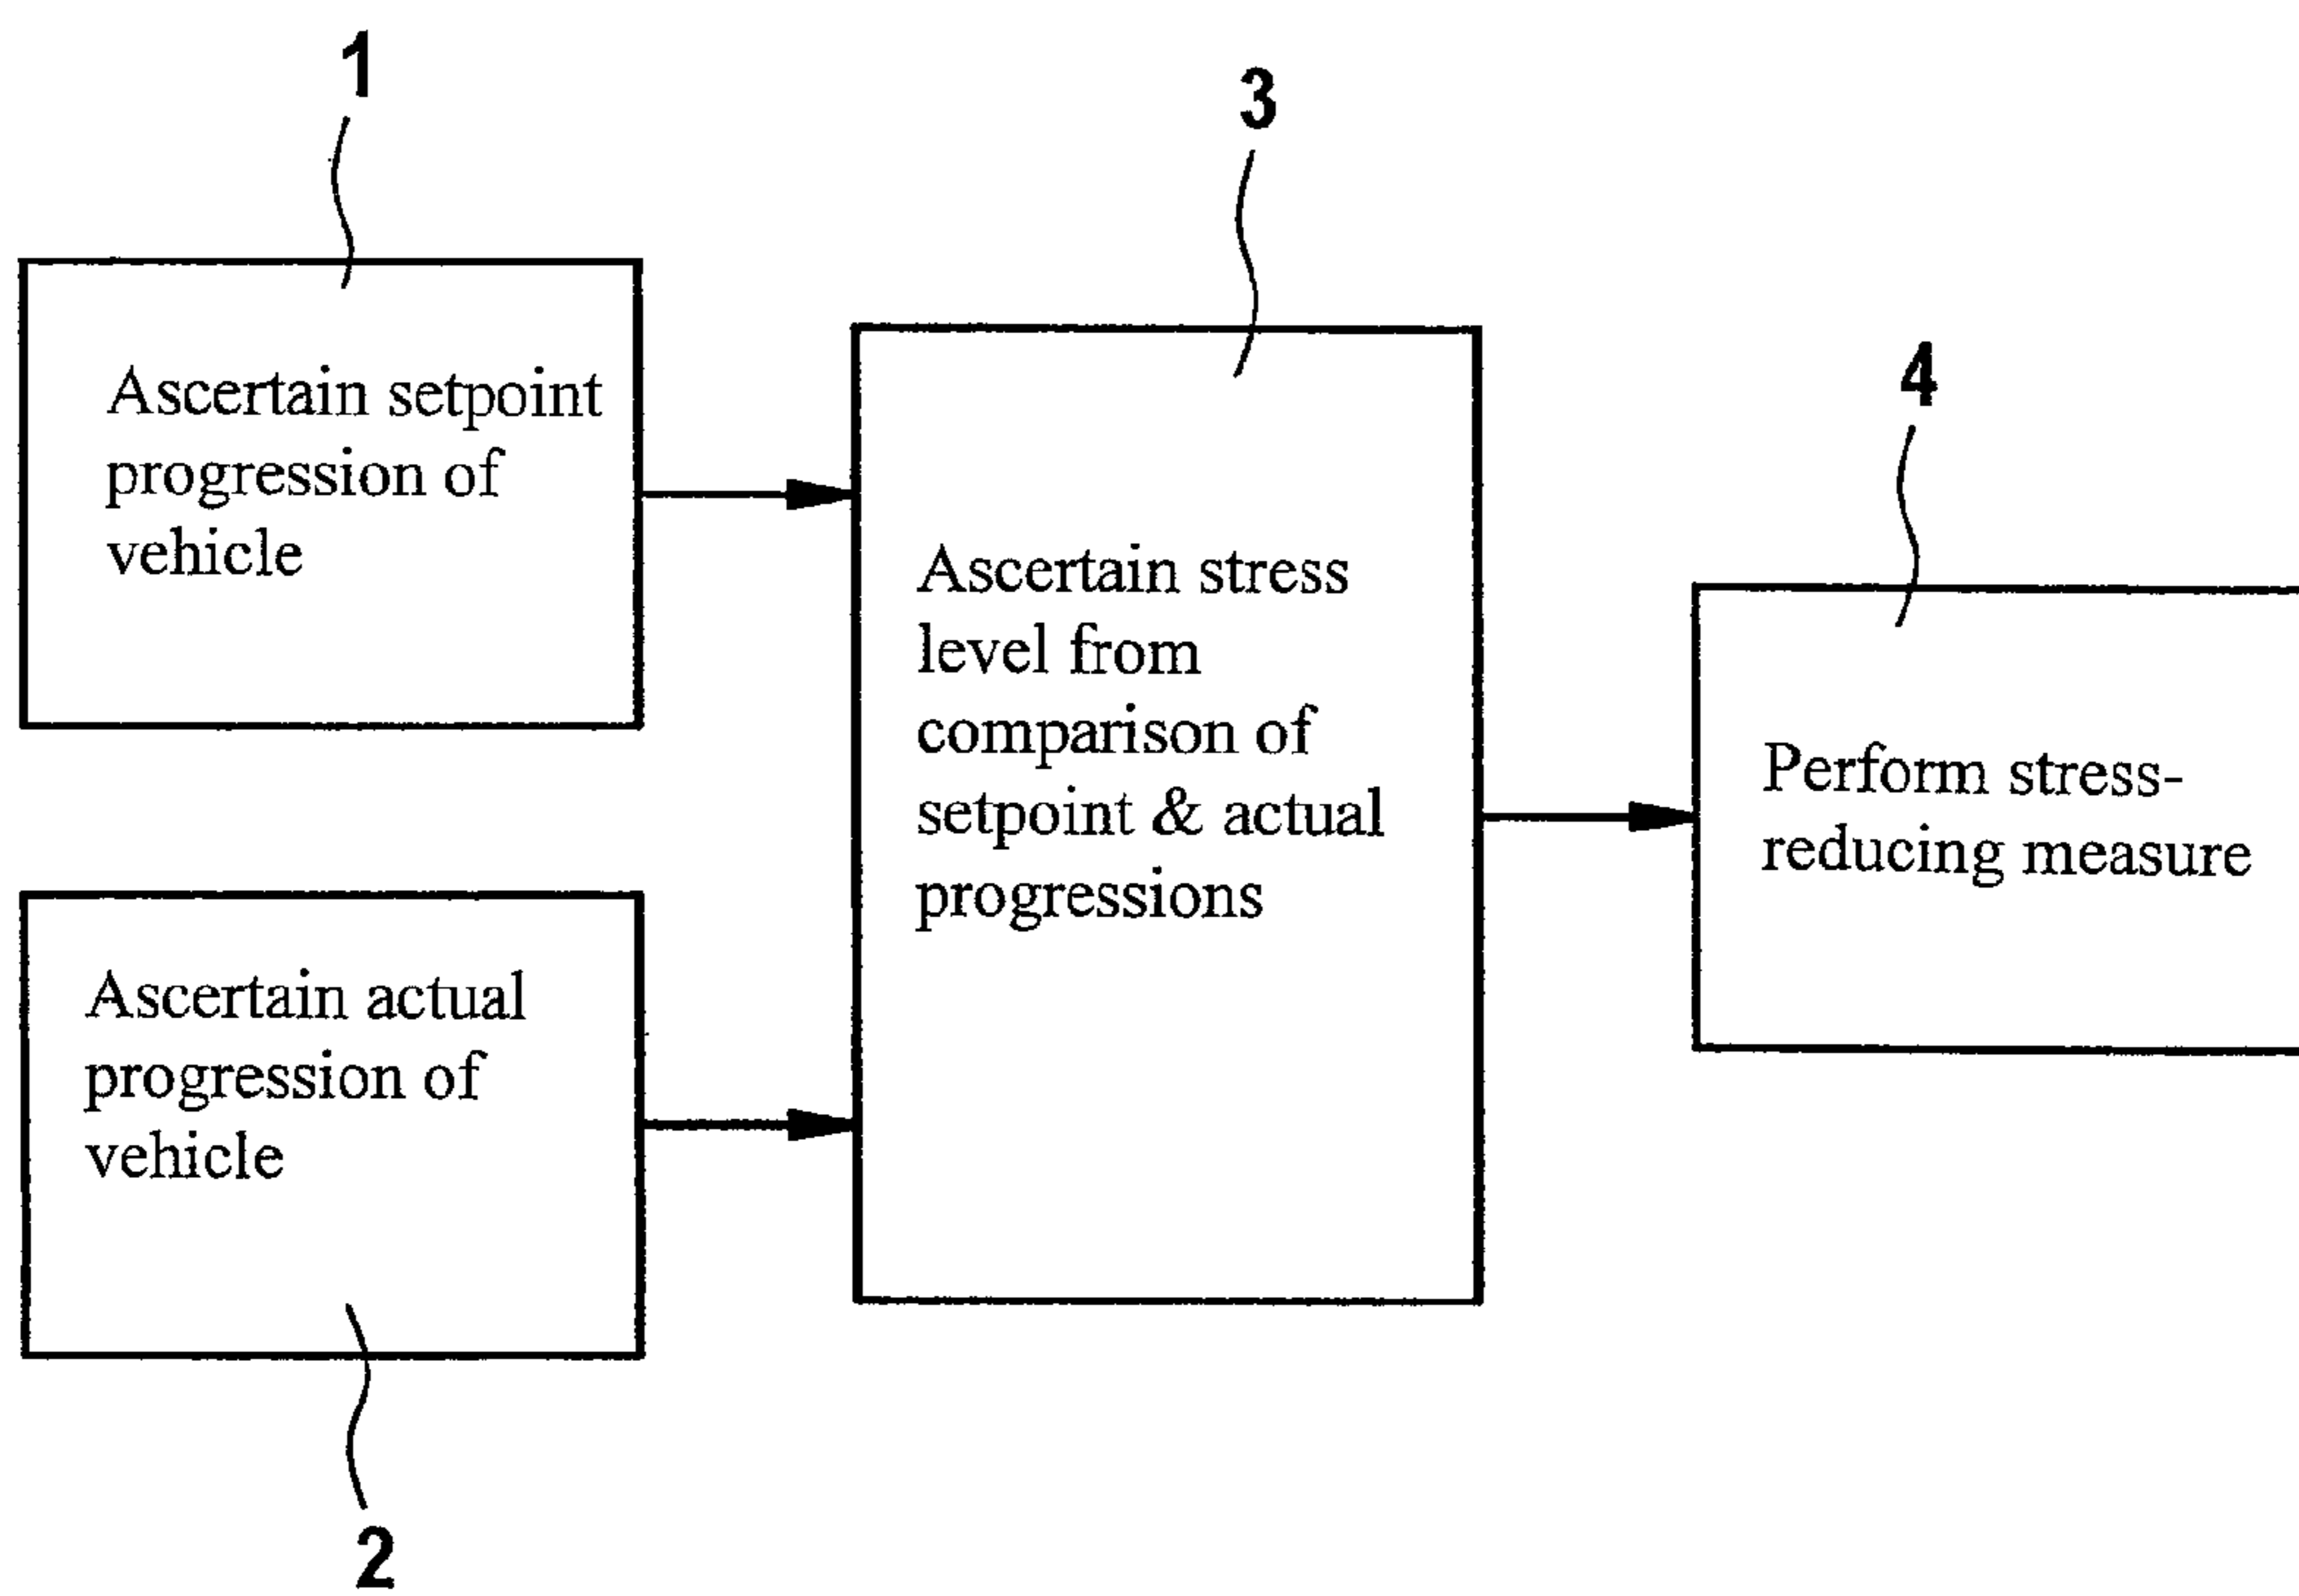 1
Ascertain setpoint
progression of
vehicle
Ascertain actual
progression of
vehicle
2
3
Ascertain stress
level from
comparison of
setpoint & actual
progressions
4
Perform stress-
reducing measure